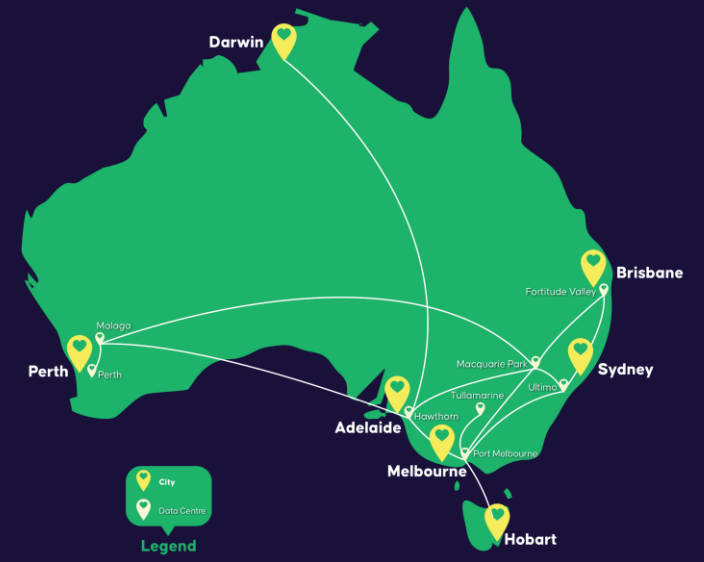 Darwin
Brisbane
Fortitude Valley
Malaga
Macquarie Park
Perth
Perth
Sydney
Ultimo
Tullamarine
Hawthorn
Adelaide
Port Melbourne
Melbourne
City
Data Centre
Hobart
Legend